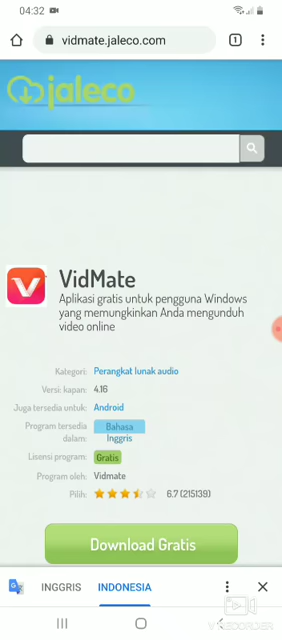 04:32
vidmate.jaleco.com
1
jaleco
VidMate
Aplikasi gratis untuk pengguna Windows
yang memungkinkan Anda mengunduh
video online
Kategori: Perangkat lunak audio
Versi: kapan: 4.16
Juga tersedia untuk: Android
Program tersedia dalam: Bahasa Inggris
Lisensi program: Gratis
Program oleh: Vidmate
Pilih: 6.7 (215139)
Download Gratis
INGGRIS INDONESIA
VIVARECORDER